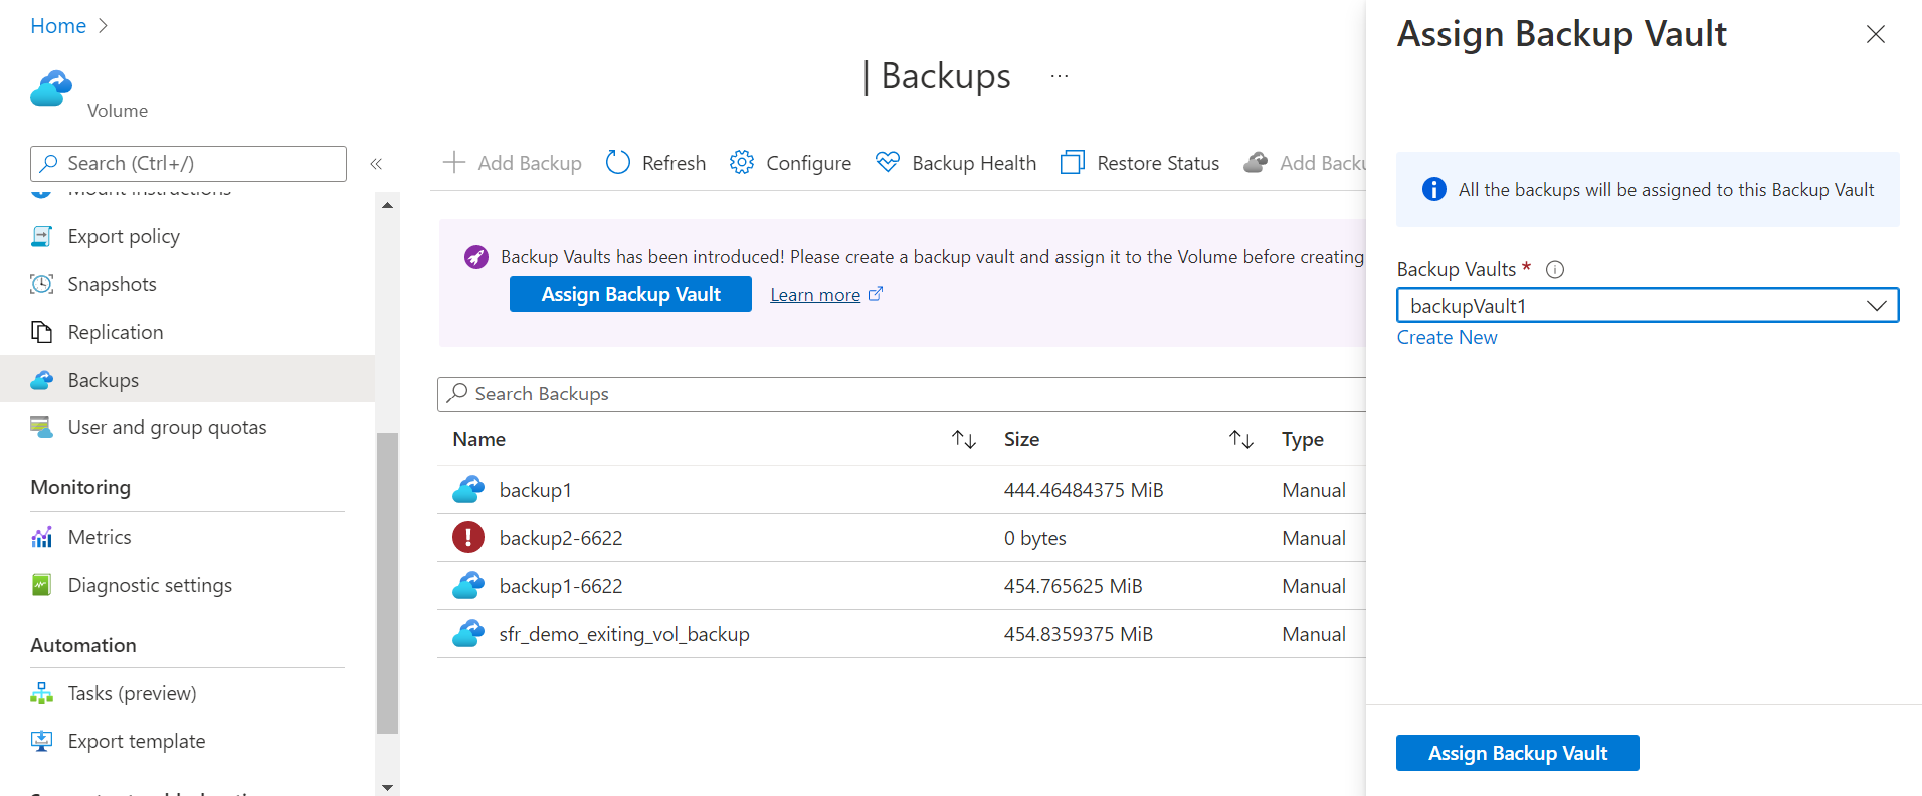 Home
Volume
| Backups ...
Search (Ctrl+/)
Mount instructions
Export policy
Snapshots
Replication
Backups
User and group quotas
Monitoring
Metrics
Diagnostic settings
Automation
Tasks (preview)
Export template
Add Backup Refresh Configure Backup Health Restore Status Add Backu
Backup Vaults has been introduced! Please create a backup vault and assign it to the Volume before creating
Assign Backup Vault Learn more
Search Backups
Name Size Type
backup1 444.46484375 MiB Manual
backup2-6622 0 bytes Manual
backup1-6622 454.765625 MiB Manual
sfr_demo_exiting_vol_backup 454.8359375 MiB Manual
Assign Backup Vault
All the backups will be assigned to this Backup Vault
Backup Vaults *
backupVault1
Create New
Assign Backup Vault